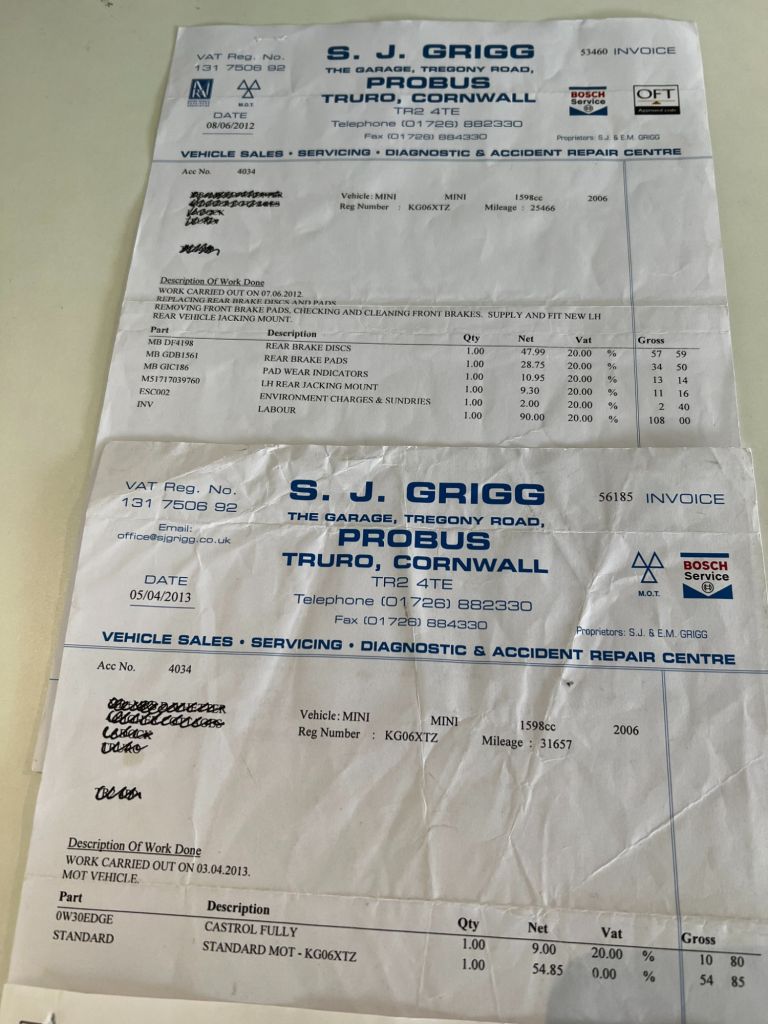 VAT Reg. No.
131 7506 92
S. J. GRIGG
53460 INVOICE
THE GARAGE, TREGONY ROAD,
PROBUS
TRURO, CORNWALL
TR2 4TE
Telephone (01726) 882330
Fax (01726) 884330
M.O.T.
BOSCH
Service
OFT
Approved code
DATE
08/06/2012
Proprietors: S.J. & E.M. GRIGG
VEHICLE SALES • SERVICING • DIAGNOSTIC & ACCIDENT REPAIR CENTRE
Acc No. 4034
Vehicle: MINI MINI 1598cc 2006
Reg Number : KG06XTZ Mileage : 25466
Description Of Work Done
WORK CARRIED OUT ON 07.06.2012.
REPLACING REAR BRAKE DISCS AND PADS
REMOVING FRONT BRAKE PADS, CHECKING AND CLEANING FRONT BRAKES. SUPPLY AND FIT NEW LH
REAR VEHICLE JACKING MOUNT.
Part Description Qty Net Vat Gross
MB DF4198 REAR BRAKE DISCS 1.00 47.99 20.00 % 57 59
MB GDB1561 REAR BRAKE PADS 1.00 28.75 20.00 % 34 50
MB GIC186 PAD WEAR INDICATORS 1.00 10.95 20.00 % 13 14
M51717039760 LH REAR JACKING MOUNT 1.00 9.30 20.00 % 11 16
ESC002 ENVIRONMENT CHARGES & SUNDRIES 1.00 2.00 20.00 % 2 40
INV LABOUR 1.00 90.00 20.00 % 108 00
VAT Reg. No.
131 7506 92
Email:
office@sjgrigg.co.uk
S. J. GRIGG
56185 INVOICE
THE GARAGE, TREGONY ROAD,
PROBUS
TRURO, CORNWALL
TR2 4TE
Telephone (01726) 882330
Fax (01726) 884330
M.O.T.
BOSCH
Service
DATE
05/04/2013
Proprietors: S.J. & E.M. GRIGG
VEHICLE SALES • SERVICING • DIAGNOSTIC & ACCIDENT REPAIR CENTRE
Acc No. 4034
Vehicle: MINI MINI 1598cc 2006
Reg Number : KG06XTZ Mileage : 31657
Description Of Work Done
WORK CARRIED OUT ON 03.04.2013.
MOT VEHICLE.
Part Description Qty Net Vat Gross
0W30EDGE CASTROL FULLY 1.00 9.00 20.00 % 10 80
STANDARD STANDARD MOT - KG06XTZ 1.00 54.85 0.00 % 54 85